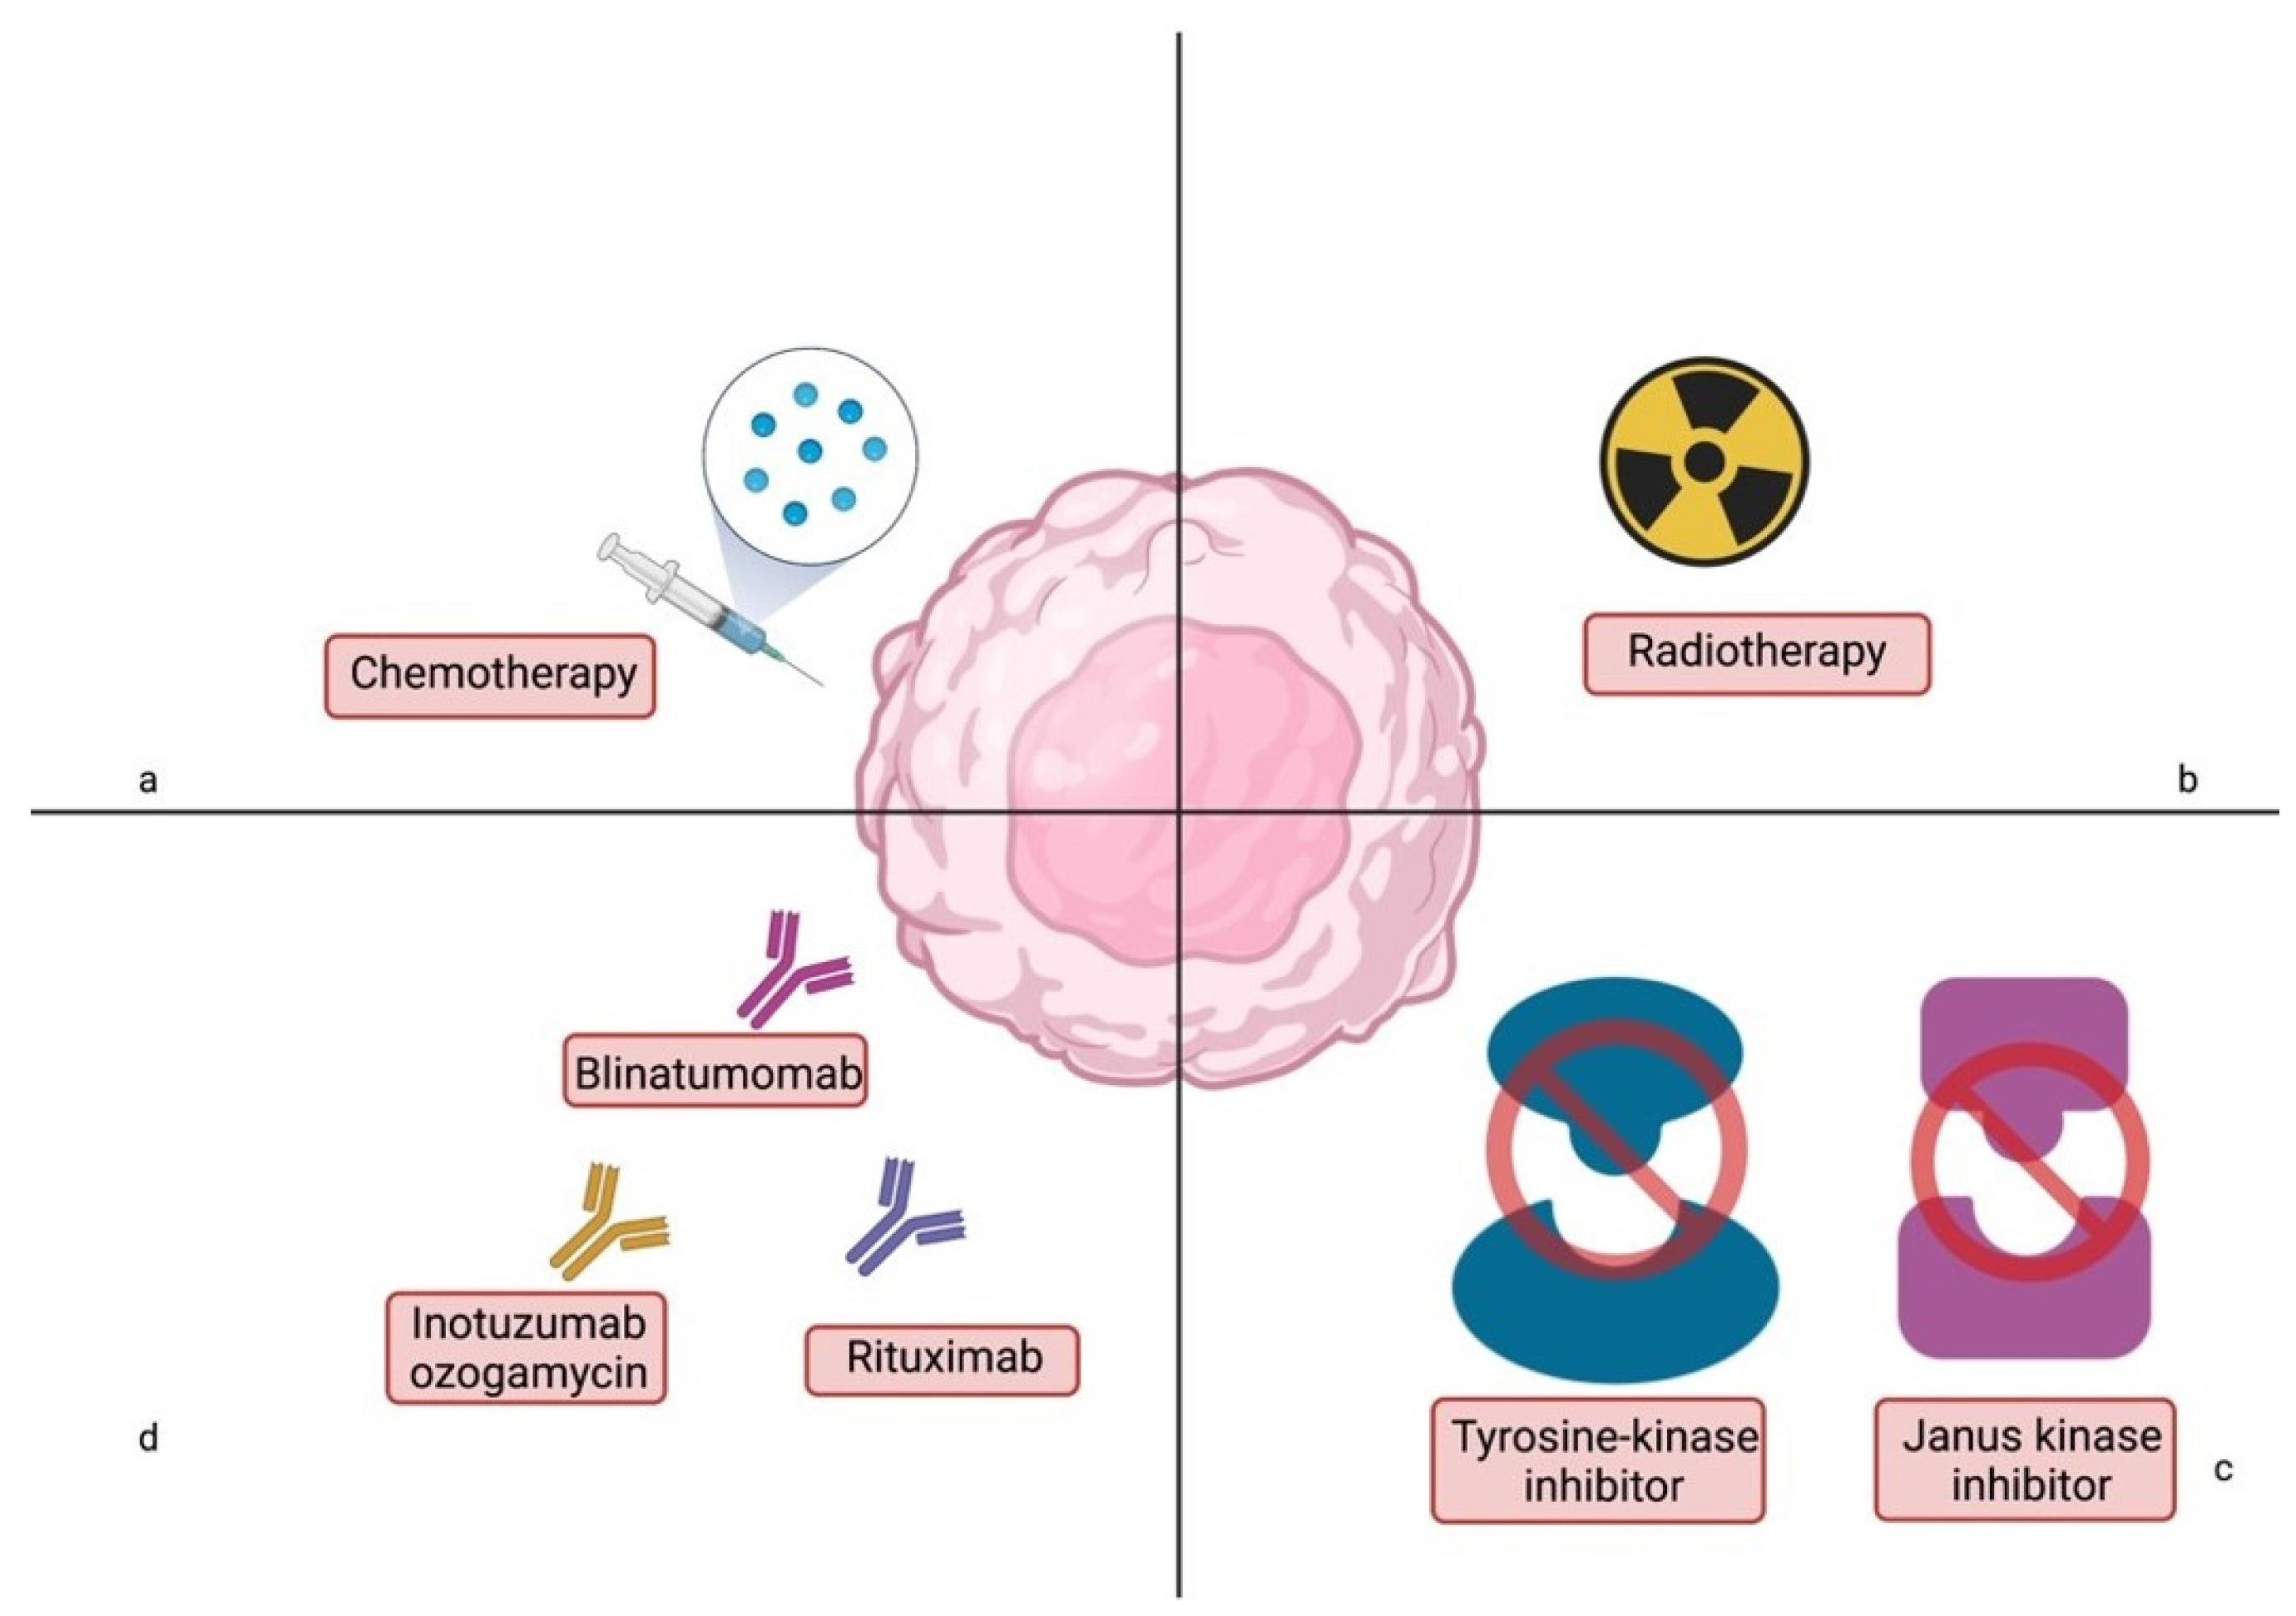 Chemotherapy
a
Radiotherapy
b
Blinatumomab
Inotuzumab
ozogamycin
Rituximab
d
Tyrosine-kinase
inhibitor
Janus kinase
inhibitor
c